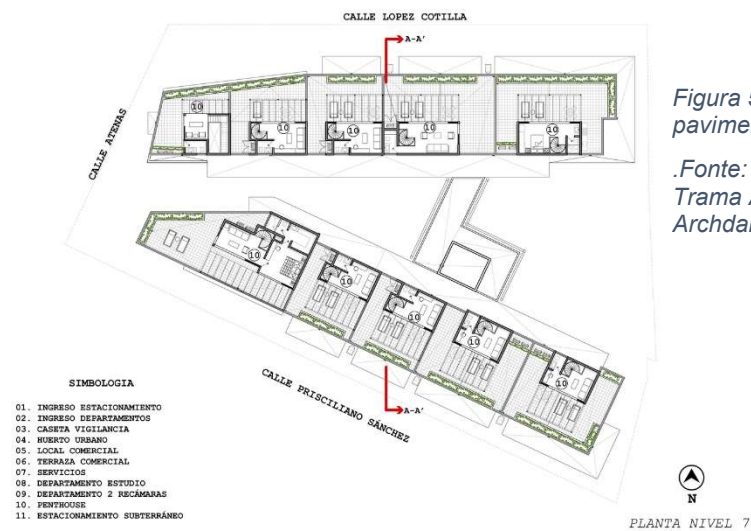 CALLE LOPEZ COTILLA
A-A'
CALLE ATENAS
10
10
10
10
10
10
10
10
10
10
CALLE PRISCILIANO SÁNCHEZ
A-A'
SIMBOLOGIA
01. INGRESO ESTACIONAMIENTO
02. INGRESO DEPARTAMENTOS
03. CASETA VIGILANCIA
04. HUERTO URBANO
05. LOCAL COMERCIAL
06. TERRAZA COMERCIAL
07. SERVICIOS
08. DEPARTAMENTO ESTUDIO
09. DEPARTAMENTO 2 RECÁMARAS
10. PENTHOUSE
11. ESTACIONAMIENTO SUBTERRÁNEO
N
PLANTA NIVEL 7
Figura 5
pavime
.Fonte:
Trama
Archdai